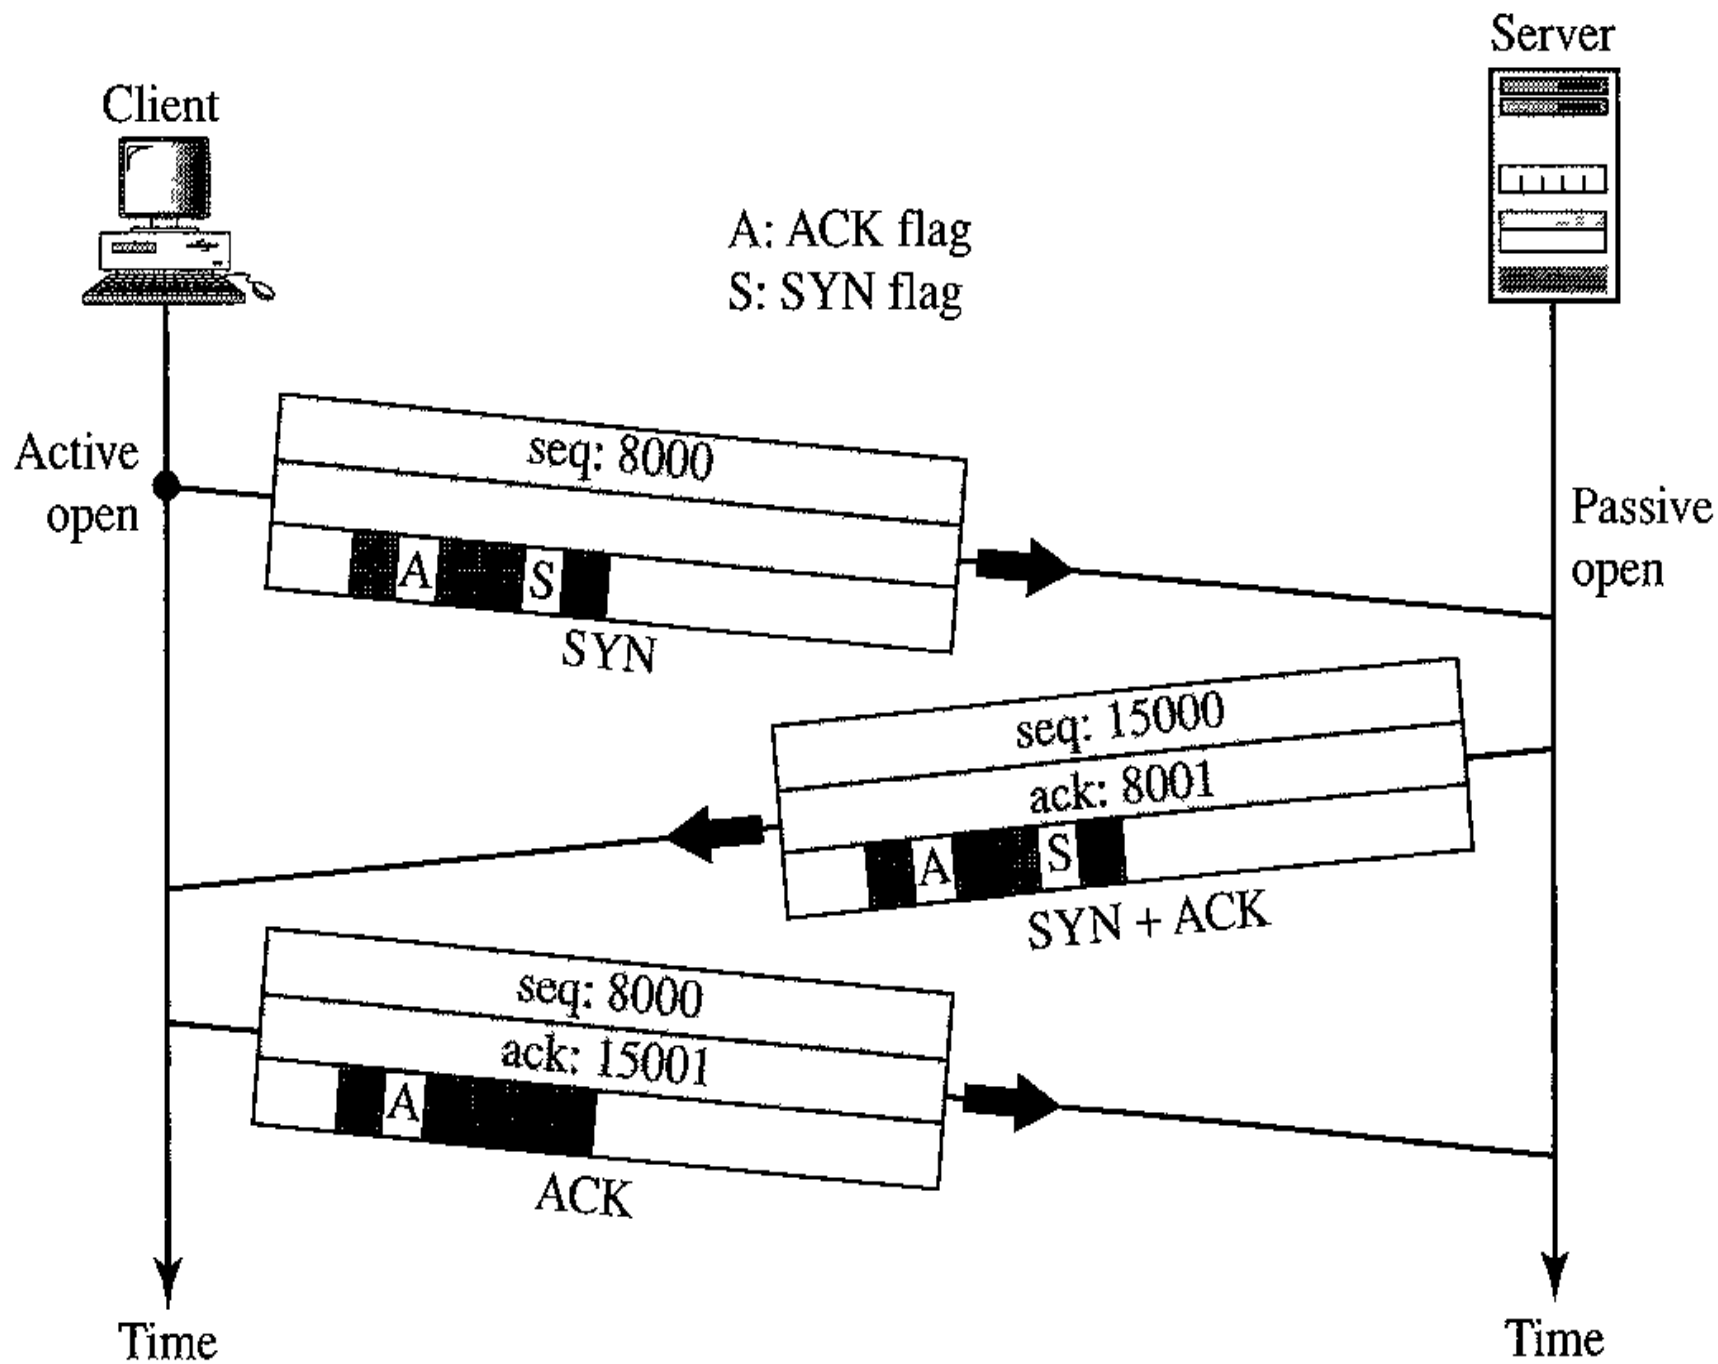 Server
Client
A: ACK flag
S: SYN flag
Active
open
seq: 8000
A S
SYN
Passive
open
seq: 15000
ack: 8001
A S
SYN + ACK
seq: 8000
ack: 15001
A
ACK
Time
Time